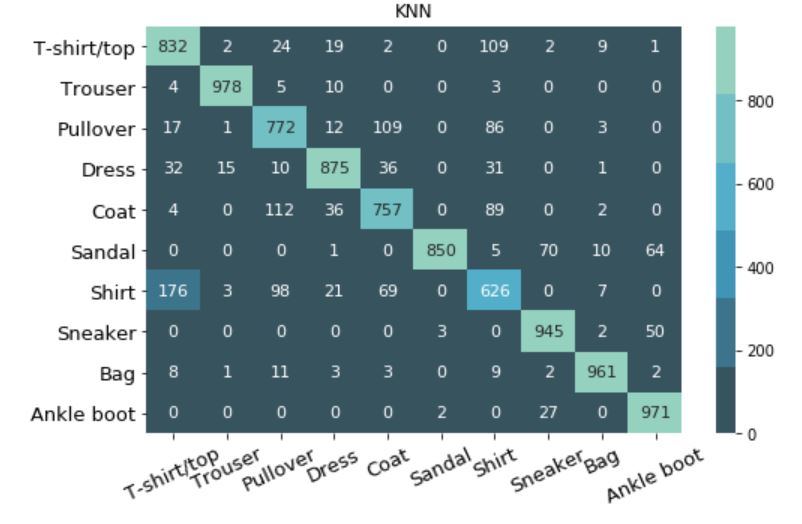 KNN
T-shirt/top 832 2 24 19 2 0 109 2 9 1
Trouser 4 978 5 10 0 0 3 0 0 0
Pullover 17 1 772 12 109 0 86 0 3 0
Dress 32 15 10 875 36 0 31 0 1 0
Coat 4 0 112 36 757 0 89 0 2 0
Sandal 0 0 0 1 0 850 5 70 10 64
Shirt 176 3 98 21 69 0 626 0 7 0
Sneaker 0 0 0 0 0 3 0 945 2 50
Bag 8 1 11 3 3 0 9 2 961 2
Ankle boot 0 0 0 0 0 2 0 27 0 971
T-shirt/top Trouser Pullover Dress Coat Sandal Shirt Sneaker Bag Ankle boot
800
600
400
200
0